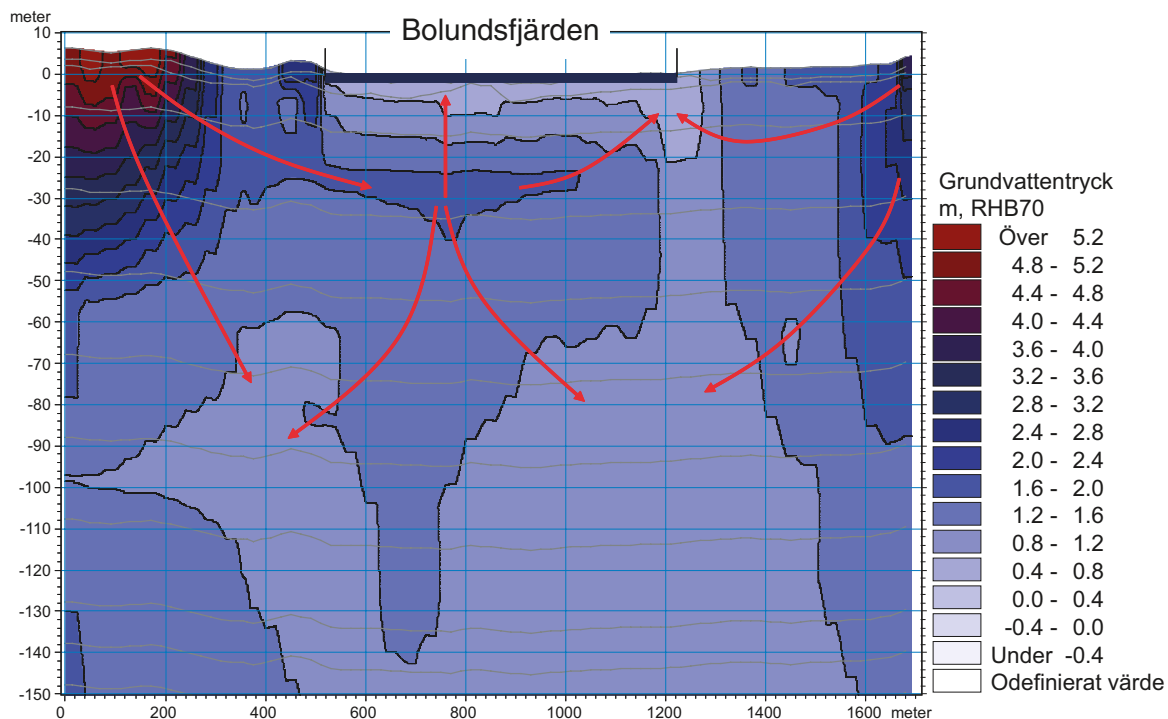 meter
Bolundsfjärden
10
0
-10
-20
-30
-40
-50
-60
-70
-80
-90
-100
-110
-120
-130
-140
-150
0 200 400 600 800 1000 1200 1400 1600 meter
Grundvattentryck
m, RHB70
Över 5.2
4.8 - 5.2
4.4 - 4.8
4.0 - 4.4
3.6 - 4.0
3.2 - 3.6
2.8 - 3.2
2.4 - 2.8
2.0 - 2.4
1.6 - 2.0
1.2 - 1.6
0.8 - 1.2
0.4 - 0.8
0.0 - 0.4
-0.4 - 0.0
Under -0.4
Odefinierat värde